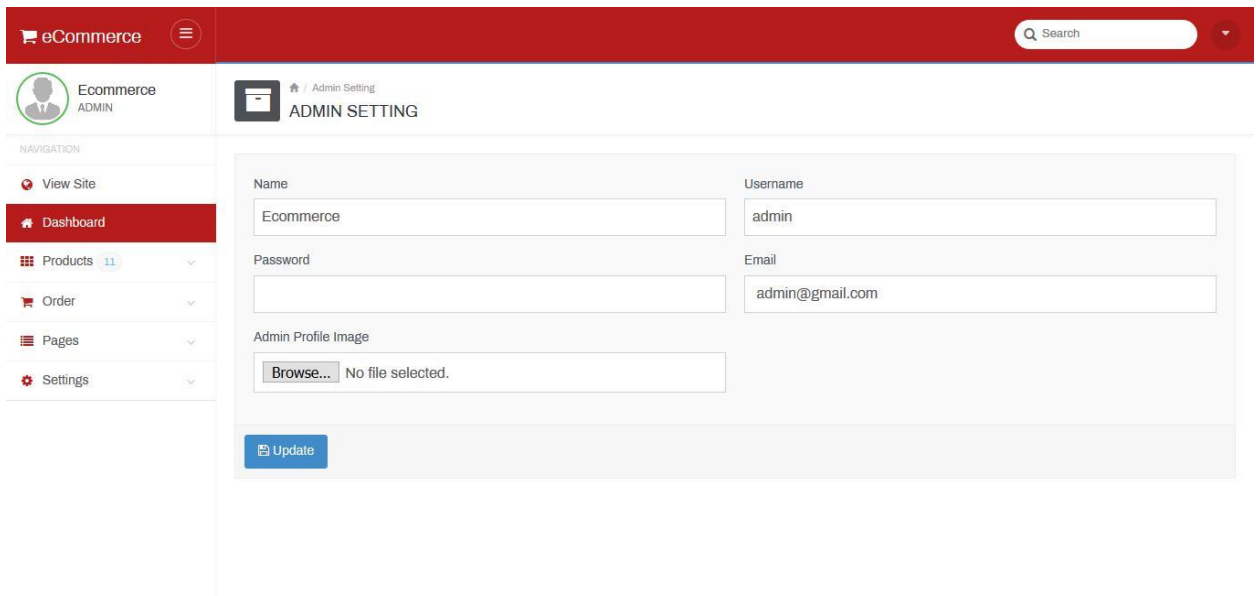 eCommerce
Search
Ecommerce
ADMIN
/ Admin Setting
ADMIN SETTING
NAVIGATION
View Site
Dashboard
Products 11
Order
Pages
Settings
Name
Username
Ecommerce
admin
Password
Email
admin@gmail.com
Admin Profile Image
Browse... No file selected.
Update